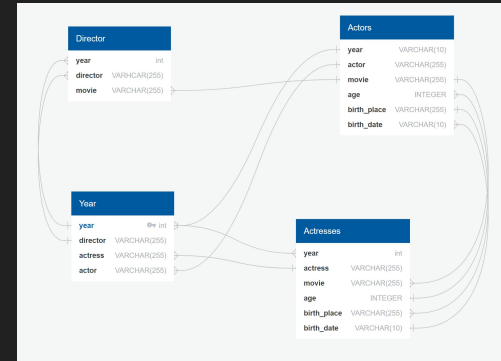 Director
year int
director VARHCAR(255)
movie VARCHAR(255)
Actors
year VARCHAR(10)
actor VARCHAR(255)
movie VARCHAR(255)
age INTEGER
birth_place VARCHAR(255)
birth_date VARCHAR(10)
Year
year int
director VARCHAR(255)
actress VARCHAR(255)
actor VARCHAR(255)
Actresses
year int
actress VARCHAR(255)
movie VARCHAR(255)
age INTEGER
birth_place VARCHAR(255)
birth_date VARCHAR(10)